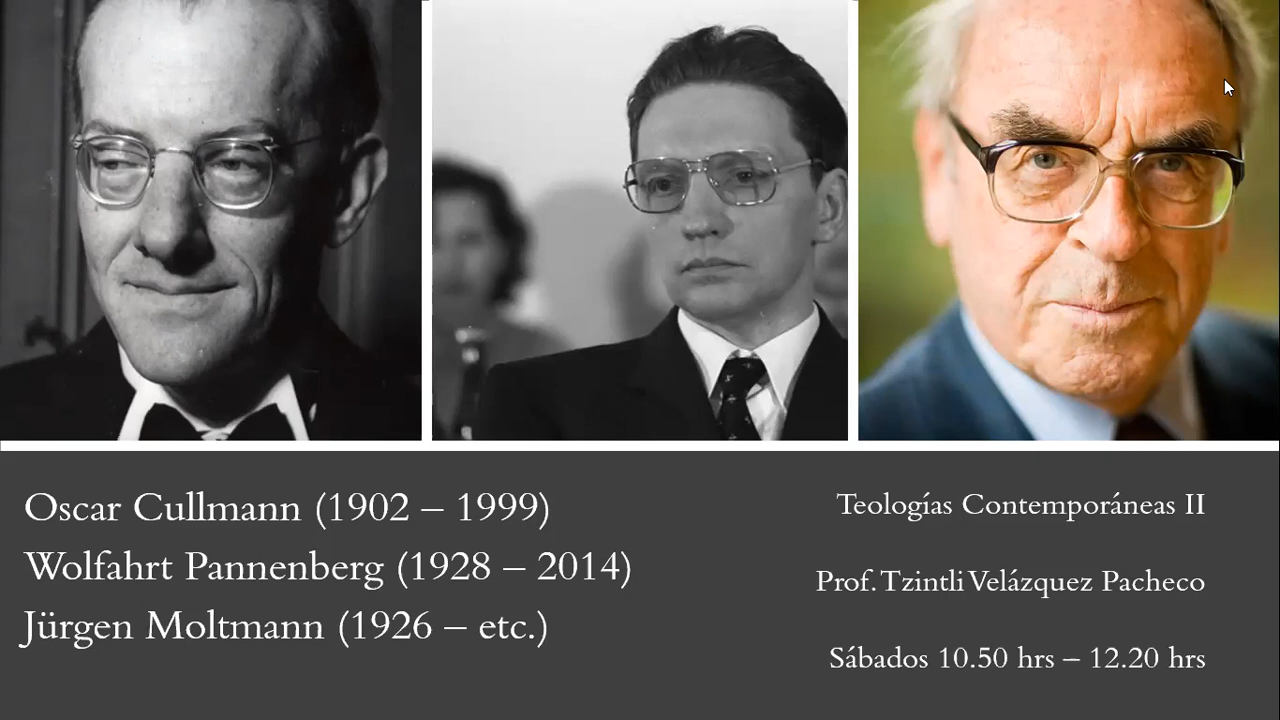 Oscar Cullmann (1902 – 1999)
Wolfahrt Pannenberg (1928 – 2014)
Jürgen Moltmann (1926 – etc.)
Teologías Contemporáneas II
Prof. Tzintli Velázquez Pacheco
Sábados 10.50 hrs – 12.20 hrs